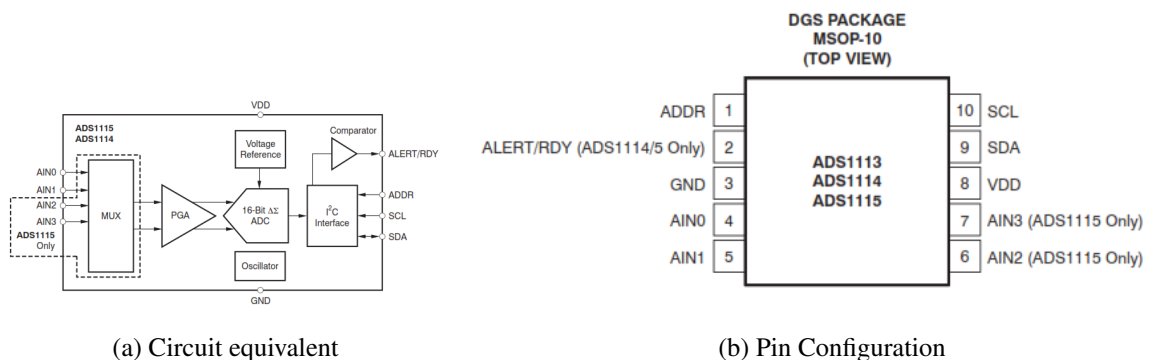 VDD
ADS1115
ADS1114
Voltage
Reference
Comparator
ALERT/RDY
AIN0
AIN1
AIN2
AIN3
ADS1115
Only
MUX
PGA
16-Bit ΔΣ
ADC
I²C
Interface
ADDR
SCL
SDA
Oscillator
GND
(a) Circuit equivalent
DGS PACKAGE
MSOP-10
(TOP VIEW)
ADDR 1
ALERT/RDY (ADS1114/5 Only) 2
GND 3
AIN0 4
AIN1 5
ADS1113
ADS1114
ADS1115
10 SCL
9 SDA
8 VDD
7 AIN3 (ADS1115 Only)
6 AIN2 (ADS1115 Only)
(b) Pin Configuration